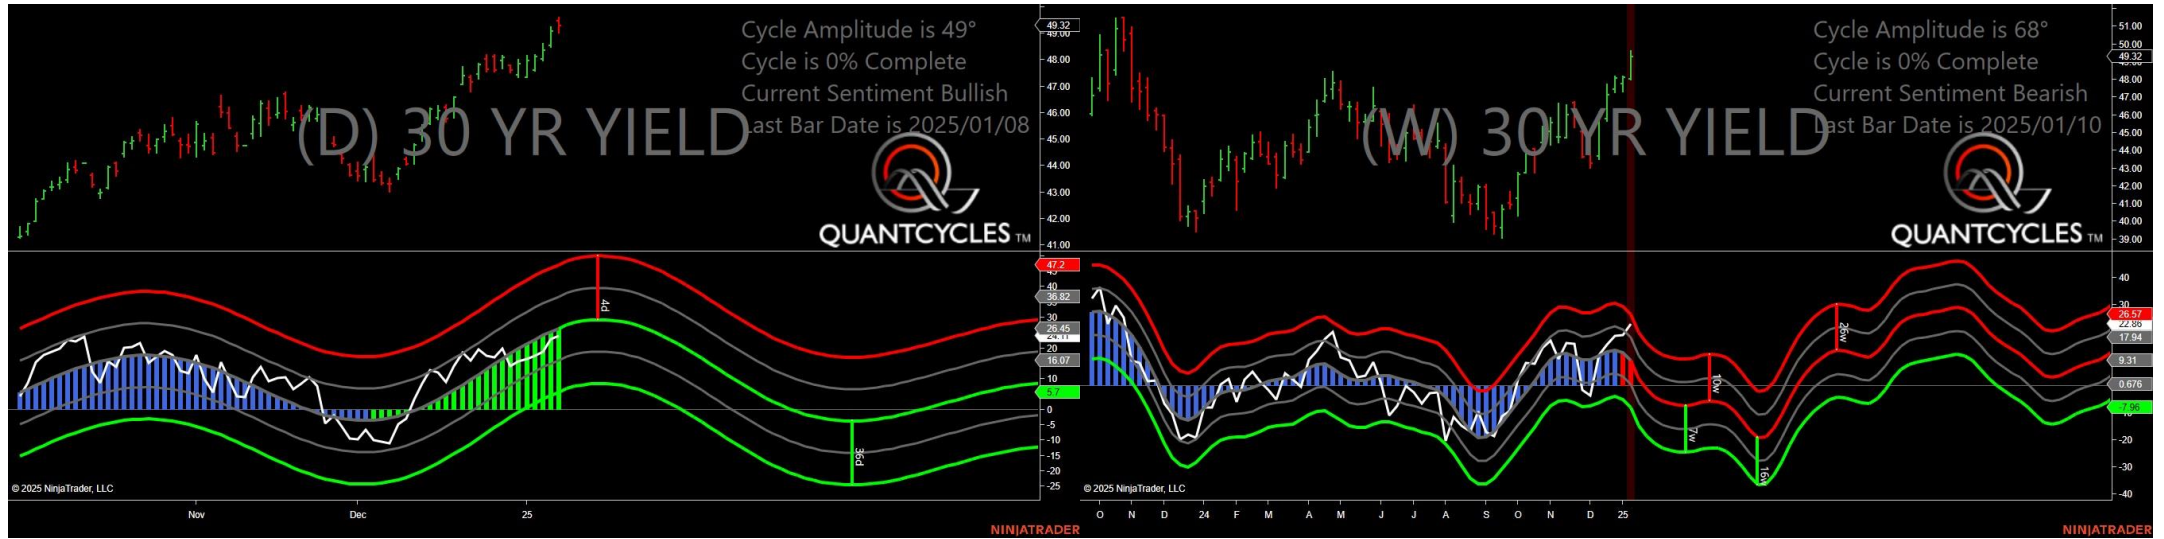 Cycle Amplitude is 49°
Cycle is 0% Complete
Current Sentiment Bullish
Last Bar Date is 2025/01/08
(D) 30 YR YIELD
QUANTCYCLES TM
49.32
49.00
48.00
47.00
46.00
45.00
44.00
43.00
42.00
41.00
47.2
40
36.82
30
26.45
24.11
20
16.07
10
5.7
0
-5
-10
-15
-20
-25
4d
36d
© 2025 NinjaTrader, LLC
Nov Dec 25
NINJATRADER
Cycle Amplitude is 68°
Cycle is 0% Complete
Current Sentiment Bearish
Last Bar Date is 2025/01/10
(W) 30 YR YIELD
QUANTCYCLES TM
51.00
50.00
49.32
48.00
47.00
46.00
45.00
44.00
43.00
42.00
41.00
40.00
39.00
40
30
26.57
22.86
17.94
9.31
0.676
-7.96
-20
-30
-40
10w
7w
16w
26w
© 2025 NinjaTrader, LLC
O N D 24 F M A M J J A S O N D 25
NINJATRADER